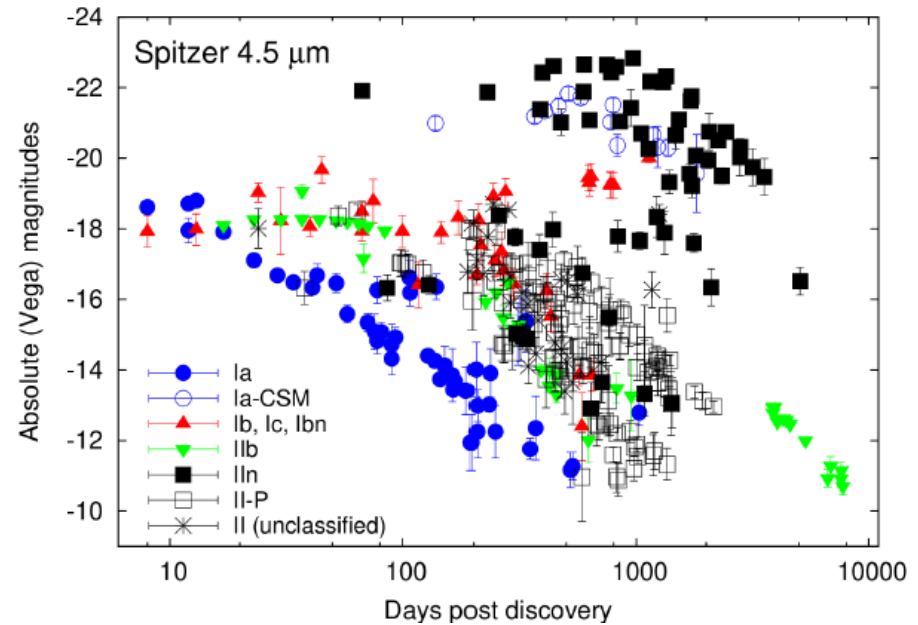 Spitzer 4.5 μm
Absolute (Vega) magnitudes
-24
-22
-20
-18
-16
-14
-12
-10
Ia
Ia-CSM
Ib, Ic, Ibn
IIb
IIn
II-P
II (unclassified)
10
100
1000
10000
Days post discovery